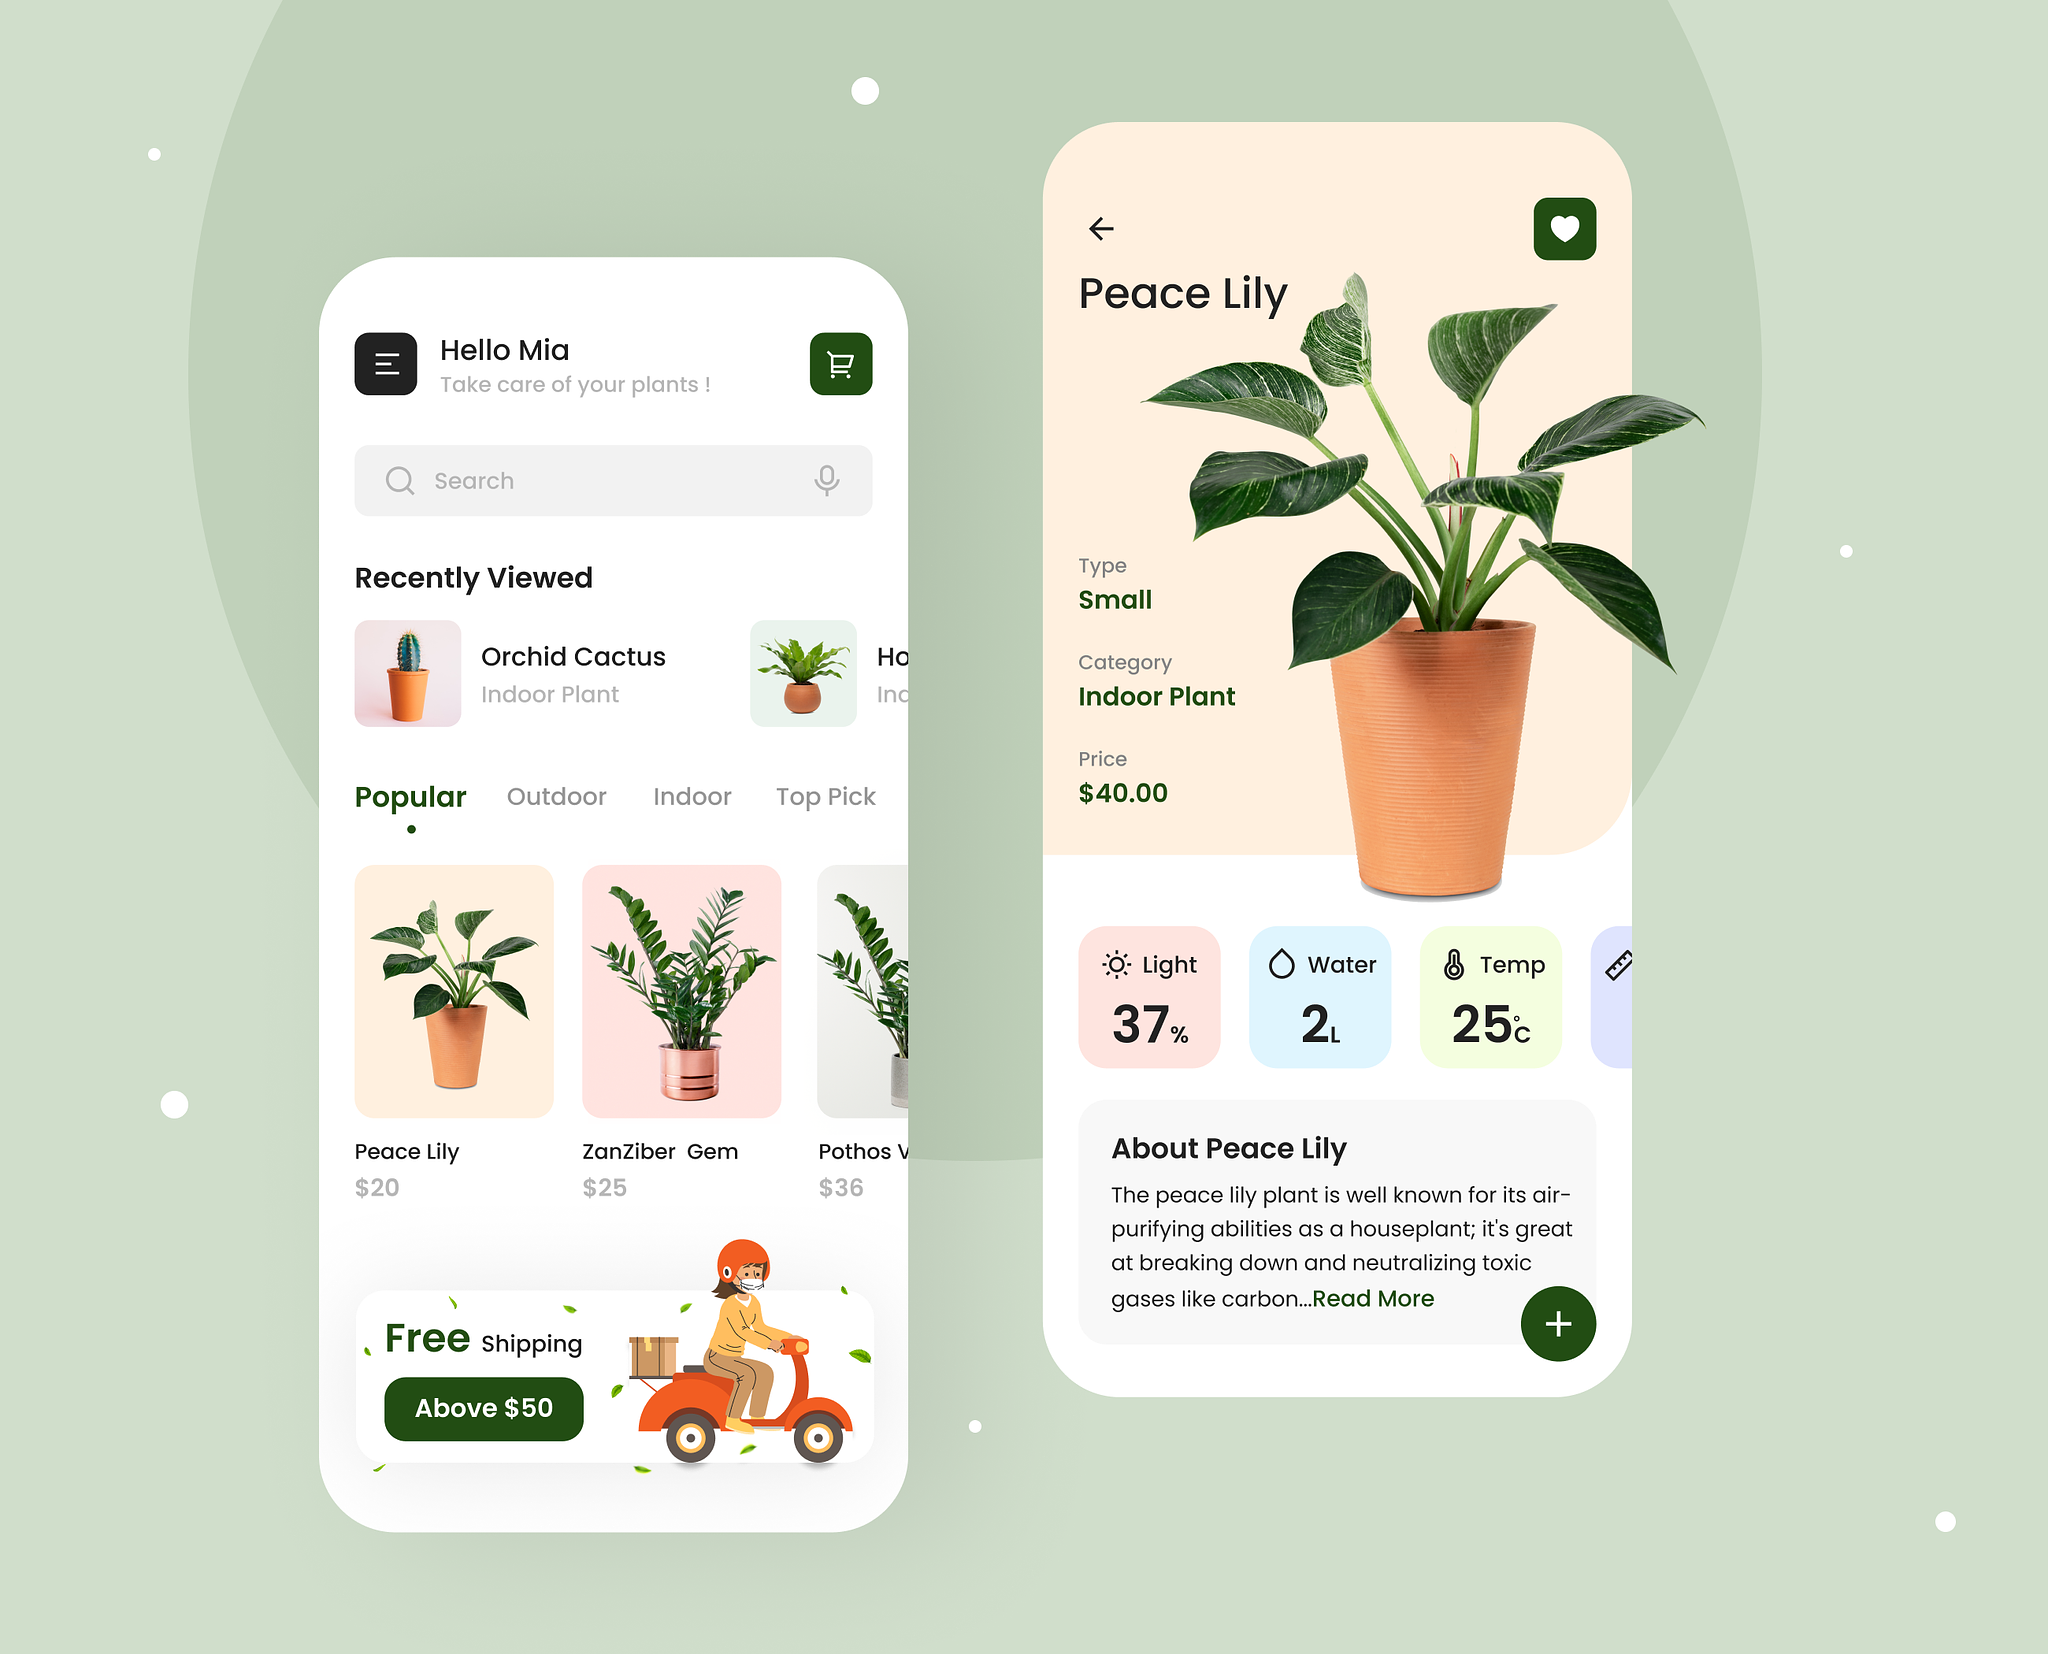 Hello Mia
Take care of your plants !
Search
Recently Viewed
Orchid Cactus
Indoor Plant
Ho
Ind
Popular Outdoor Indoor Top Pick
Peace Lily
$20
ZanZiber Gem
$25
Pothos V
$36
Free Shipping
Above $50
Peace Lily
Type
Small
Category
Indoor Plant
Price
$40.00
Light
37%
Water
2L
Temp
25°C
About Peace Lily
The peace lily plant is well known for its air-
purifying abilities as a houseplant; it's great
at breaking down and neutralizing toxic
gases like carbon...Read More